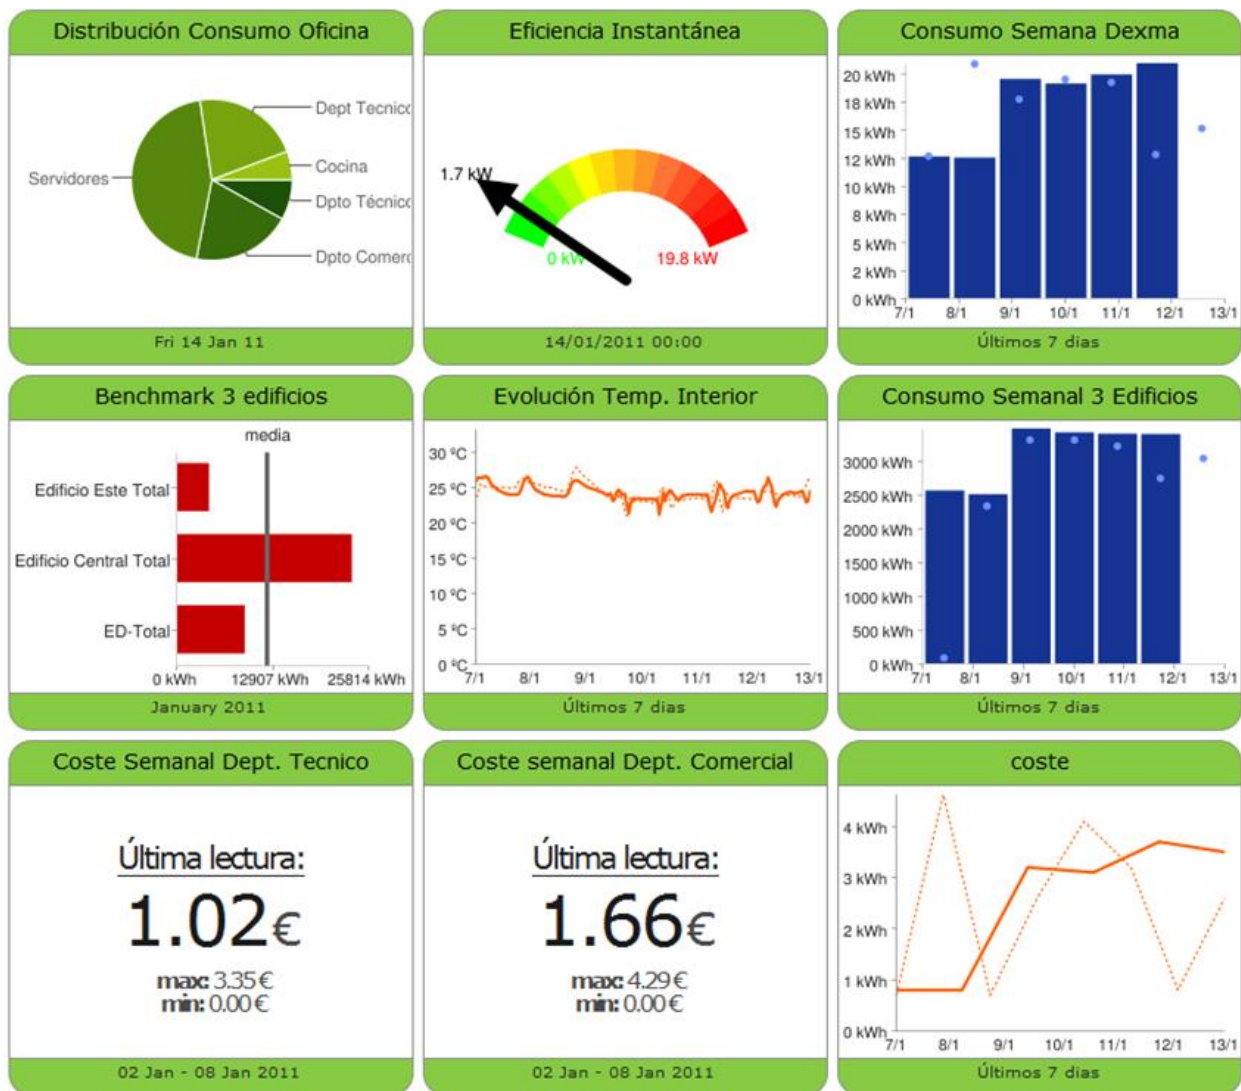 Distribución Consumo Oficina
Servidores
Dept Tecnico
Cocina
Dpto Técnico
Dpto Comerc
Fri 14 Jan 11
Eficiencia Instantánea
1.7 kW
0 kW
19.8 kW
14/01/2011 00:00
Consumo Semana Dexma
20 kWh
18 kWh
15 kWh
12 kWh
10 kWh
8 kWh
5 kWh
2 kWh
0 kWh
7/1 8/1 9/1 10/1 11/1 12/1 13/1
Últimos 7 dias
Benchmark 3 edificios
media
Edificio Este Total
Edificio Central Total
ED-Total
0 kWh 12907 kWh 25814 kWh
January 2011
Evolución Temp. Interior
30 ºC
25 ºC
20 ºC
15 ºC
10 ºC
5 ºC
0 ºC
7/1 8/1 9/1 10/1 11/1 12/1 13/1
Últimos 7 dias
Consumo Semanal 3 Edificios
3000 kWh
2500 kWh
2000 kWh
1500 kWh
1000 kWh
500 kWh
0 kWh
7/1 8/1 9/1 10/1 11/1 12/1 13/1
Últimos 7 dias
Coste Semanal Dept. Tecnico
Última lectura:
1.02€
max: 3.35€
min: 0.00€
02 Jan - 08 Jan 2011
Coste semanal Dept. Comercial
Última lectura:
1.66€
max: 4.29€
min: 0.00€
02 Jan - 08 Jan 2011
coste
4 kWh
3 kWh
2 kWh
1 kWh
0 kWh
7/1 8/1 9/1 10/1 11/1 12/1 13/1
Últimos 7 dias